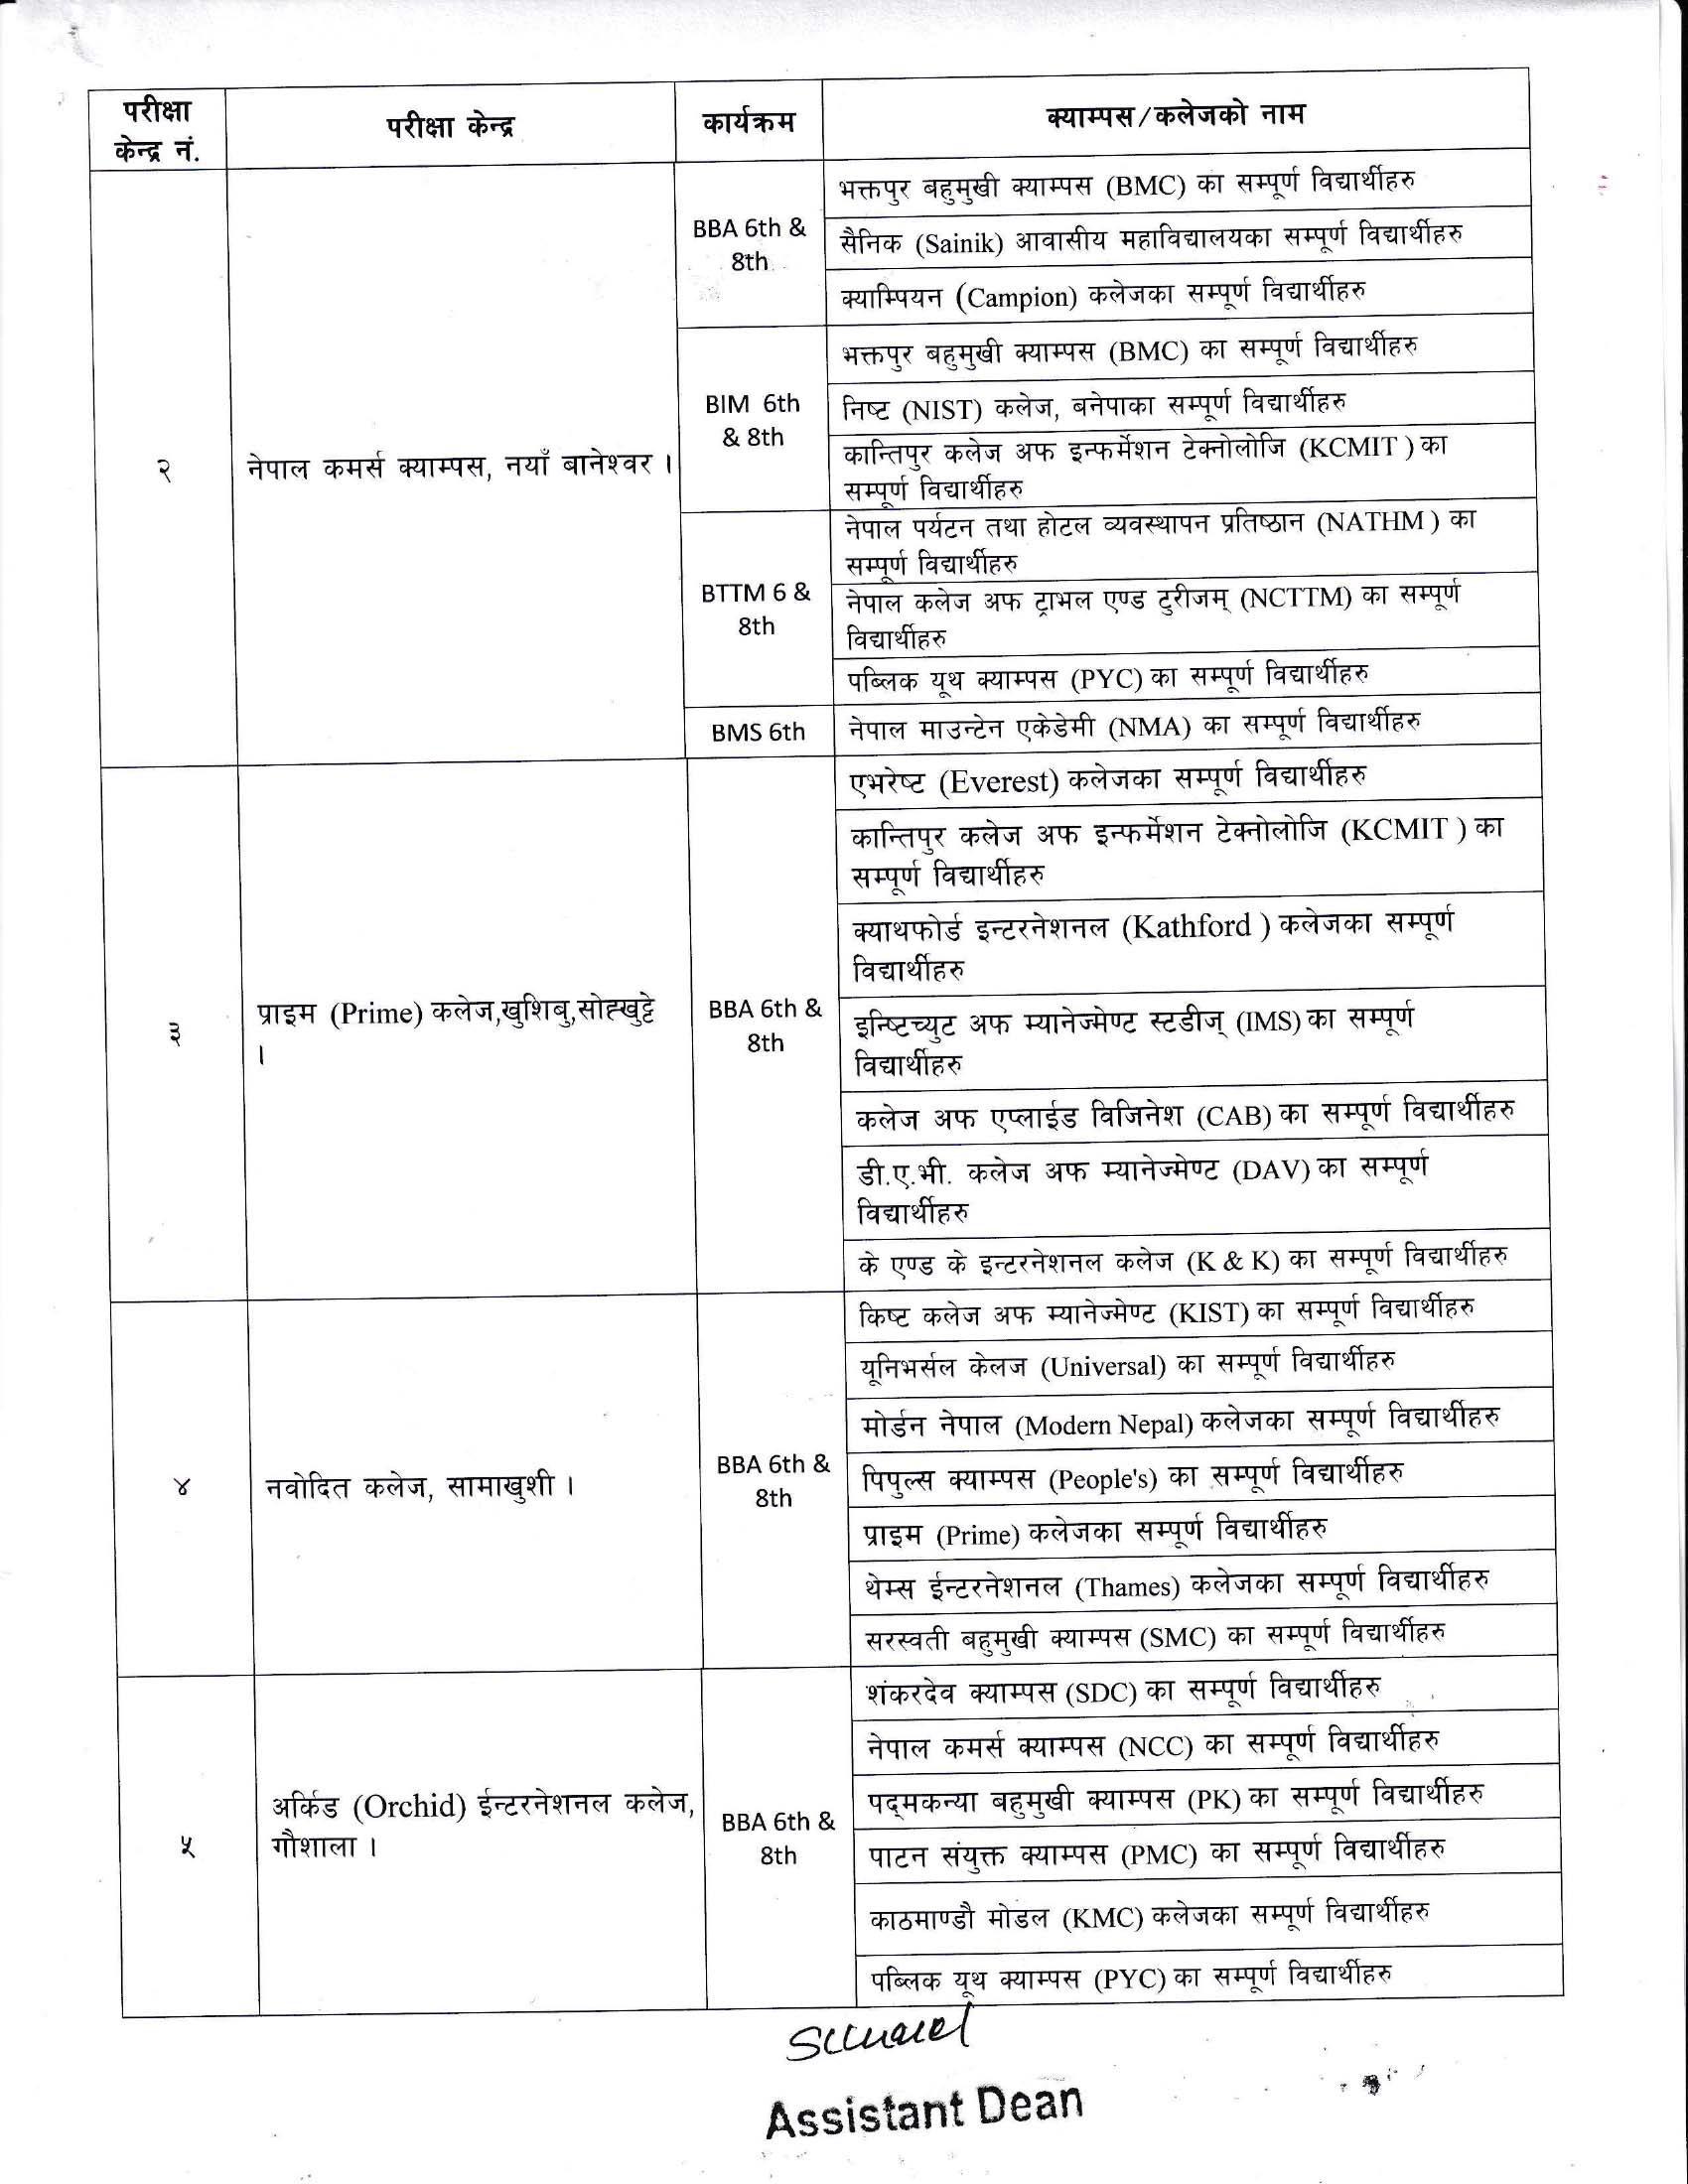 परीक्षा
केन्द्र नं.
परीक्षा केन्द्र
कार्यक्रम
क्याम्पस/कलेजको नाम
२
नेपाल कमर्स क्याम्पस, नयाँ बानेश्वर ।
BBA 6th &
8th
भक्तपुर बहुमुखी क्याम्पस (BMC) का सम्पूर्ण विद्यार्थीहरु
सैनिक (Sainik) आवासीय महाविद्यालयका सम्पूर्ण विद्यार्थीहरु
क्याम्पियन (Campion) कलेजका सम्पूर्ण विद्यार्थीहरु
BIM 6th
& 8th
भक्तपुर बहुमुखी क्याम्पस (BMC) का सम्पूर्ण विद्यार्थीहरु
निष्ट (NIST) कलेज, बनेपाका सम्पूर्ण विद्यार्थीहरु
कान्तिपुर कलेज अफ इन्फर्मेशन टेक्नोलोजि (KCMIT ) का
सम्पूर्ण विद्यार्थीहरु
BTTM 6 &
8th
नेपाल पर्यटन तथा होटल व्यवस्थापन प्रतिष्ठान (NATHM ) का
सम्पूर्ण विद्यार्थीहरु
नेपाल कलेज अफ ट्राभल एण्ड टुरीजम् (NCTTM) का सम्पूर्ण
विद्यार्थीहरु
पब्लिक यूथ क्याम्पस (PYC) का सम्पूर्ण विद्यार्थीहरु
BMS 6th
नेपाल माउन्टेन एकेडेमी (NMA) का सम्पूर्ण विद्यार्थीहरु
३
प्राइम (Prime) कलेज,खुशिबु,सोह्खुट्टे
।
BBA 6th &
8th
एभरेष्ट (Everest) कलेजका सम्पूर्ण विद्यार्थीहरु
कान्तिपुर कलेज अफ इन्फर्मेशन टेक्नोलोजि (KCMIT ) का
सम्पूर्ण विद्यार्थीहरु
क्याथफोर्ड इन्टरनेशनल (Kathford ) कलेजका सम्पूर्ण
विद्यार्थीहरु
इन्ष्टिच्युट अफ म्यानेज्मेण्ट स्टडीज् (IMS) का सम्पूर्ण
विद्यार्थीहरु
कलेज अफ एप्लाईड विजिनेश (CAB) का सम्पूर्ण विद्यार्थीहरु
डी.ए.भी. कलेज अफ म्यानेज्मेण्ट (DAV) का सम्पूर्ण
विद्यार्थीहरु
के एण्ड के इन्टरनेशनल कलेज (K & K) का सम्पूर्ण विद्यार्थीहरु
४
नवोदित कलेज, सामाखुशी ।
BBA 6th &
8th
किष्ट कलेज अफ म्यानेज्मेण्ट (KIST) का सम्पूर्ण विद्यार्थीहरु
यूनिभर्सल केलज (Universal) का सम्पूर्ण विद्यार्थीहरु
मोर्डन नेपाल (Modern Nepal) कलेजका सम्पूर्ण विद्यार्थीहरु
पिपुल्स क्याम्पस (People's) का सम्पूर्ण विद्यार्थीहरु
प्राइम (Prime) कलेजका सम्पूर्ण विद्यार्थीहरु
थेम्स ईन्टरनेशनल (Thames) कलेजका सम्पूर्ण विद्यार्थीहरु
सरस्वती बहुमुखी क्याम्पस (SMC) का सम्पूर्ण विद्यार्थीहरु
५
अर्किड (Orchid) ईन्टरनेशनल कलेज,
गौशाला ।
BBA 6th &
8th
शंकरदेव क्याम्पस (SDC) का सम्पूर्ण विद्यार्थीहरु
नेपाल कमर्स क्याम्पस (NCC) का सम्पूर्ण विद्यार्थीहरु
पद्मकन्या बहुमुखी क्याम्पस (PK) का सम्पूर्ण विद्यार्थीहरु
पाटन संयुक्त क्याम्पस (PMC) का सम्पूर्ण विद्यार्थीहरु
काठमाण्डौ मोडल (KMC) कलेजका सम्पूर्ण विद्यार्थीहरु
पब्लिक यूथ क्याम्पस (PYC) का सम्पूर्ण विद्यार्थीहरु
Assistant Dean